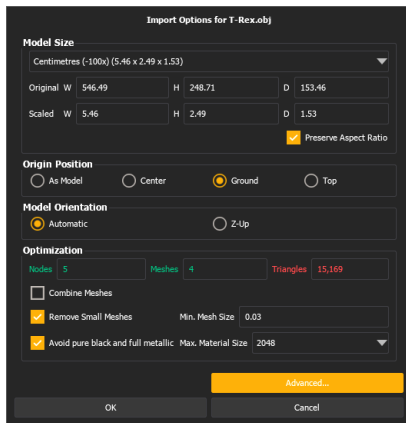 Import Options for T-Rex.obj
Model Size
Centimetres (-100x) (5.46 x 2.49 x 1.53)
Original W 546.49 H 248.71 D 153.46
Scaled W 5.46 H 2.49 D 1.53
Preserve Aspect Ratio
Origin Position
As Model Center Ground Top
Model Orientation
Automatic Z-Up
Optimization
Nodes 5 Meshes 4 Triangles 15,169
Combine Meshes
Remove Small Meshes Min. Mesh Size 0.03
Avoid pure black and full metallic Max. Material Size 2048
Advanced...
OK Cancel